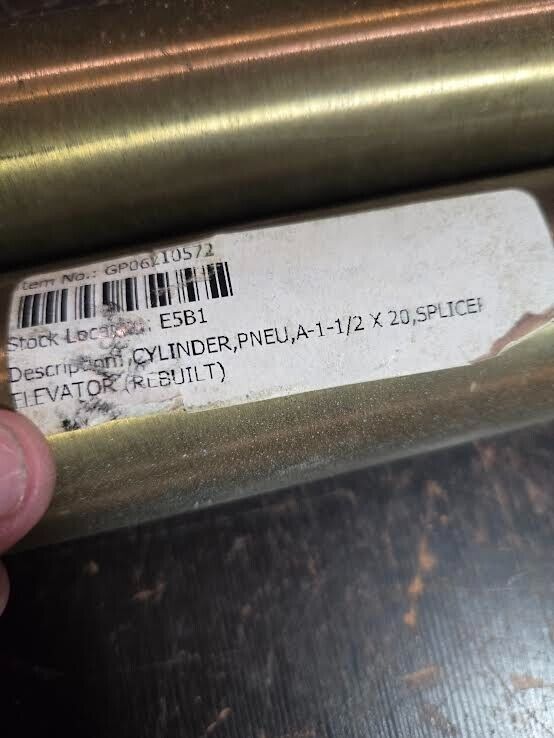 Item No.: GP06210572
Stock Location: E5B1
Description: CYLINDER,PNEU,A-1-1/2 X 20,SPLICER
ELEVATOR (REBUILT)